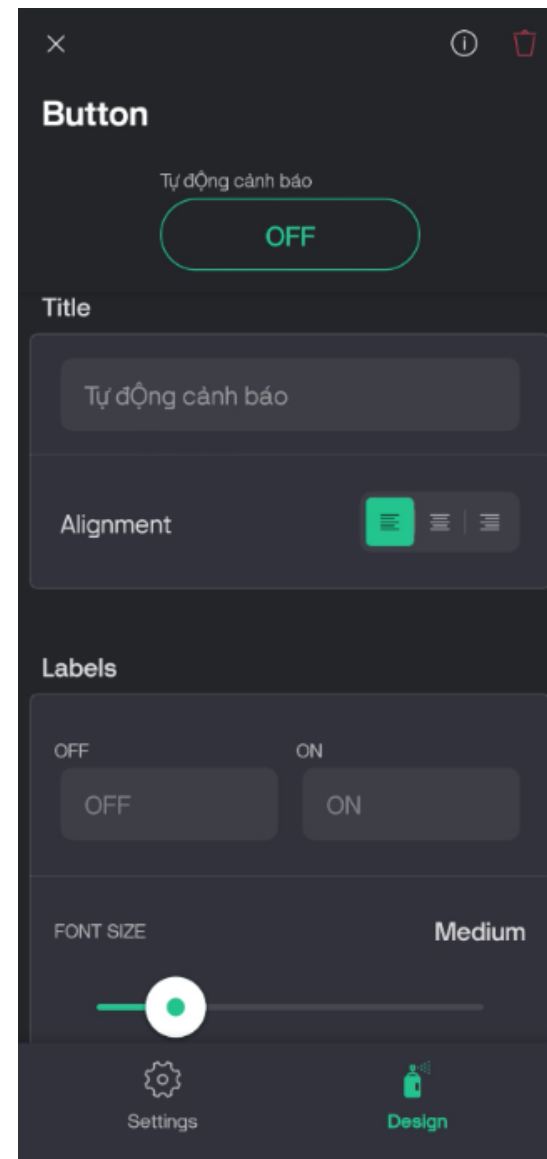 Button
Tự động cảnh báo
OFF
Title
Tự động cảnh báo
Alignment
Labels
OFF ON
OFF ON
FONT SIZE Medium
Settings Design